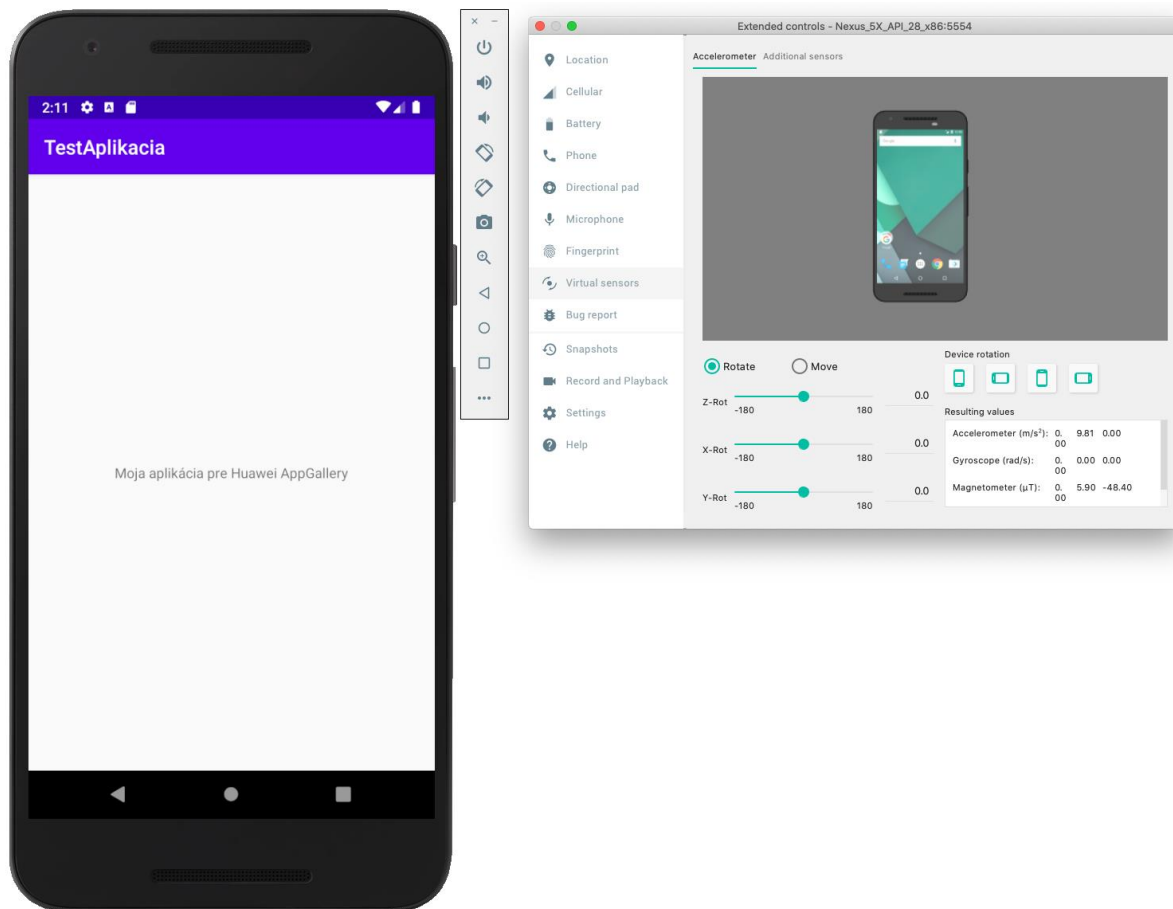 2:11
TestAplikacia
Moja aplikácia pre Huawei AppGallery
Extended controls - Nexus_5X_API_28_x86:5554
Location
Cellular
Battery
Phone
Directional pad
Microphone
Fingerprint
Virtual sensors
Bug report
Snapshots
Record and Playback
Settings
Help
Accelerometer Additional sensors
Rotate Move
Z-Rot 0.0
-180 180
X-Rot 0.0
-180 180
Y-Rot 0.0
-180 180
Device rotation
Resulting values
Accelerometer (m/s²): 0.00 9.81 0.00
Gyroscope (rad/s): 0.00 0.00 0.00
Magnetometer (μT): 0.00 5.90 -48.40